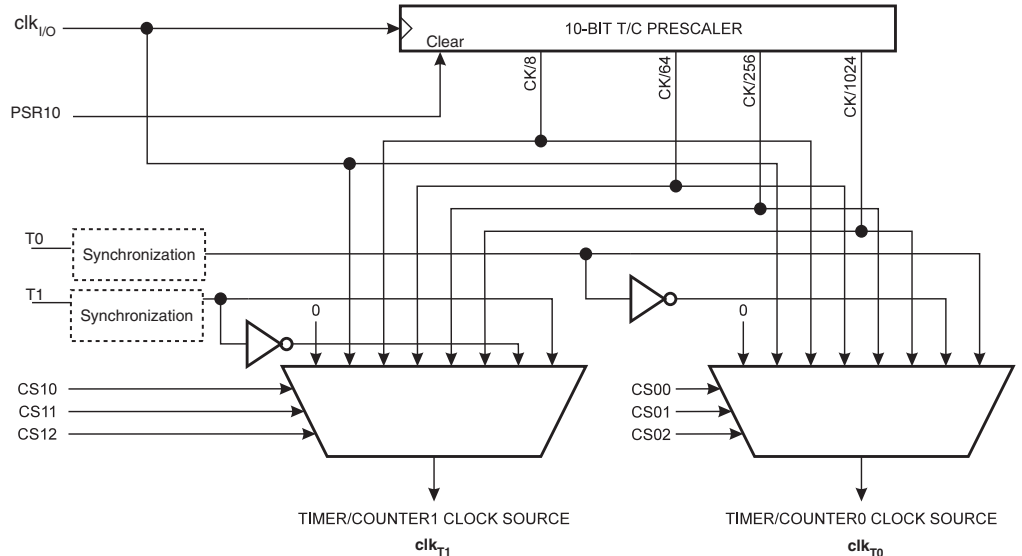 clkI/O
10-BIT T/C PRESCALER
Clear
CK/8
CK/64
CK/256
CK/1024
PSR10
T0
Synchronization
T1
Synchronization
0
0
CS10
CS11
CS12
CS00
CS01
CS02
TIMER/COUNTER1 CLOCK SOURCE
clkT1
TIMER/COUNTER0 CLOCK SOURCE
clkT0